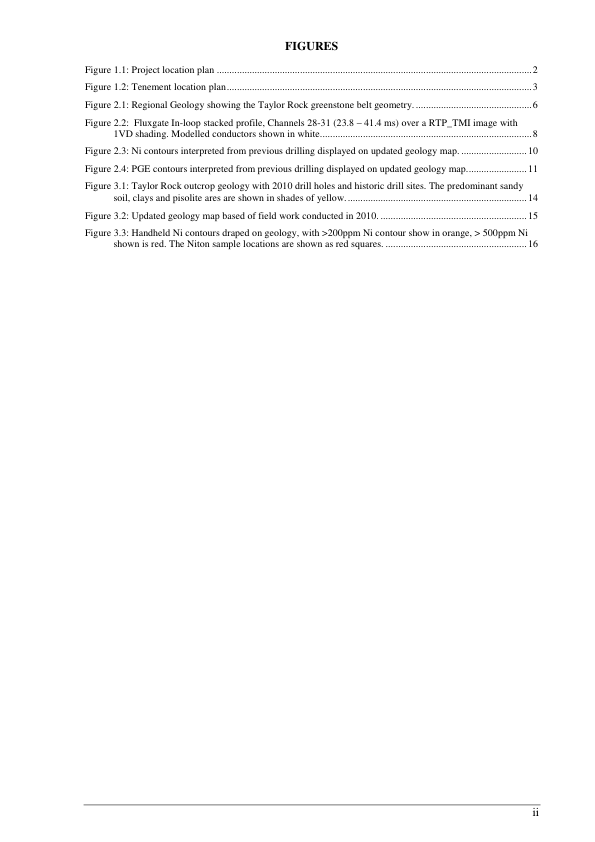 FIGURES
Figure 1.1: Project location plan ........................................................................................................................... 2
Figure 1.2: Tenement location plan....................................................................................................................... 3
Figure 2.1: Regional Geology showing the Taylor Rock greenstone belt geometry. ............................................. 6
Figure 2.2:  Fluxgate In-loop stacked profile, Channels 28-31 (23.8 – 41.4 ms) over a RTP_TMI image with
1VD shading. Modelled conductors shown in white................................................................................... 8
Figure 2.3: Ni contours interpreted from previous drilling displayed on updated geology map. .......................... 10
Figure 2.4: PGE contours interpreted from previous drilling displayed on updated geology map........................ 11
Figure 3.1: Taylor Rock outcrop geology with 2010 drill holes and historic drill sites. The predominant sandy
soil, clays and pisolite ares are shown in shades of yellow. ....................................................................... 14
Figure 3.2: Updated geology map based of field work conducted in 2010. .......................................................... 15
Figure 3.3: Handheld Ni contours draped on geology, with >200ppm Ni contour show in orange, > 500ppm Ni
shown is red. The Niton sample locations are shown as red squares. ........................................................ 16
ii